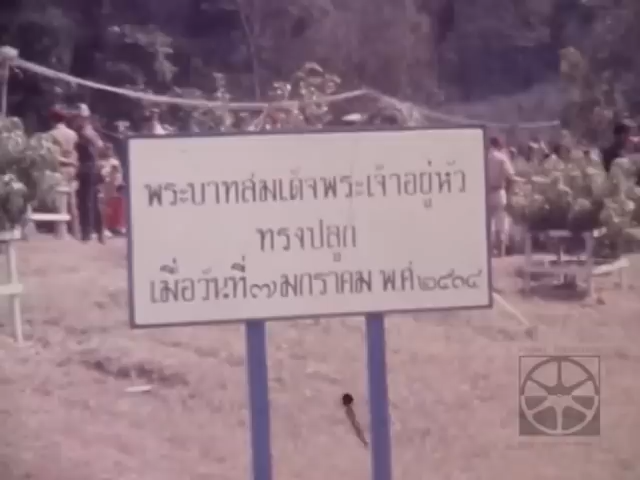 พระบาทสมเด็จพระเจ้าอยู่หัว
ทรงปลูก
เมื่อวันที่ ๗ มกราคม พ.ศ.